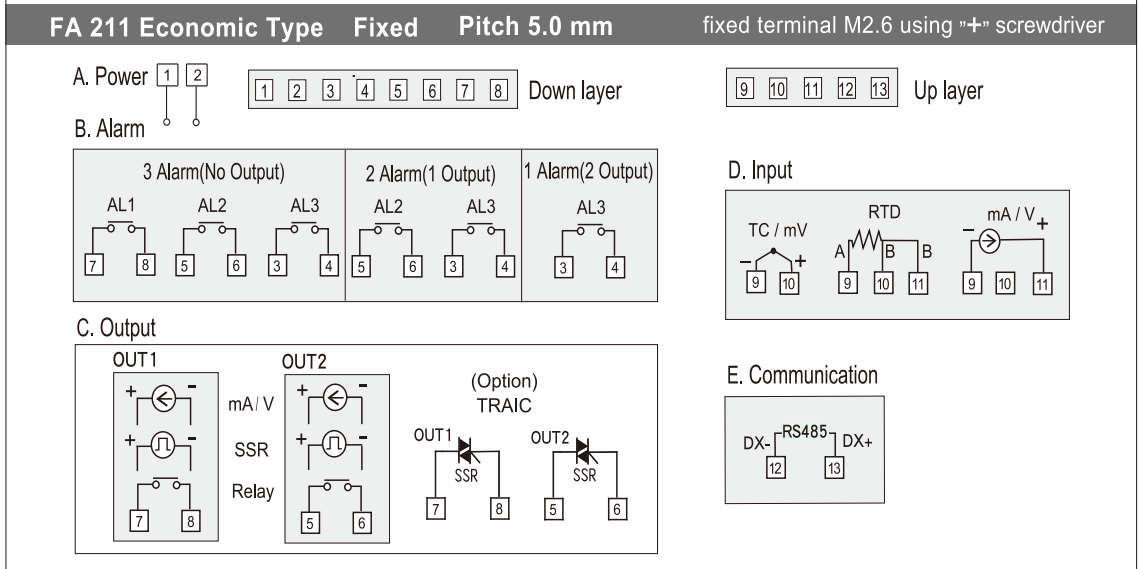 FA 211 Economic Type Fixed Pitch 5.0 mm fixed terminal M2.6 using "+" screwdriver
A. Power 1 2
1 2 3 4 5 6 7 8 Down layer
9 10 11 12 13 Up layer
B. Alarm
3 Alarm(No Output) 2 Alarm(1 Output) 1 Alarm(2 Output)
AL1 AL2 AL3 AL2 AL3 AL3
7 8 5 6 3 4 5 6 3 4 3 4
D. Input
TC / mV RTD mA / V
- + A B B - +
9 10 9 10 11 9 10 11
C. Output
OUT1 OUT2
+ - mA/ V + -
+ - SSR + -
Relay
7 8 5 6
(Option)
TRAIC
OUT1 OUT2
SSR SSR
7 8 5 6
E. Communication
DX- RS485 DX+
12 13